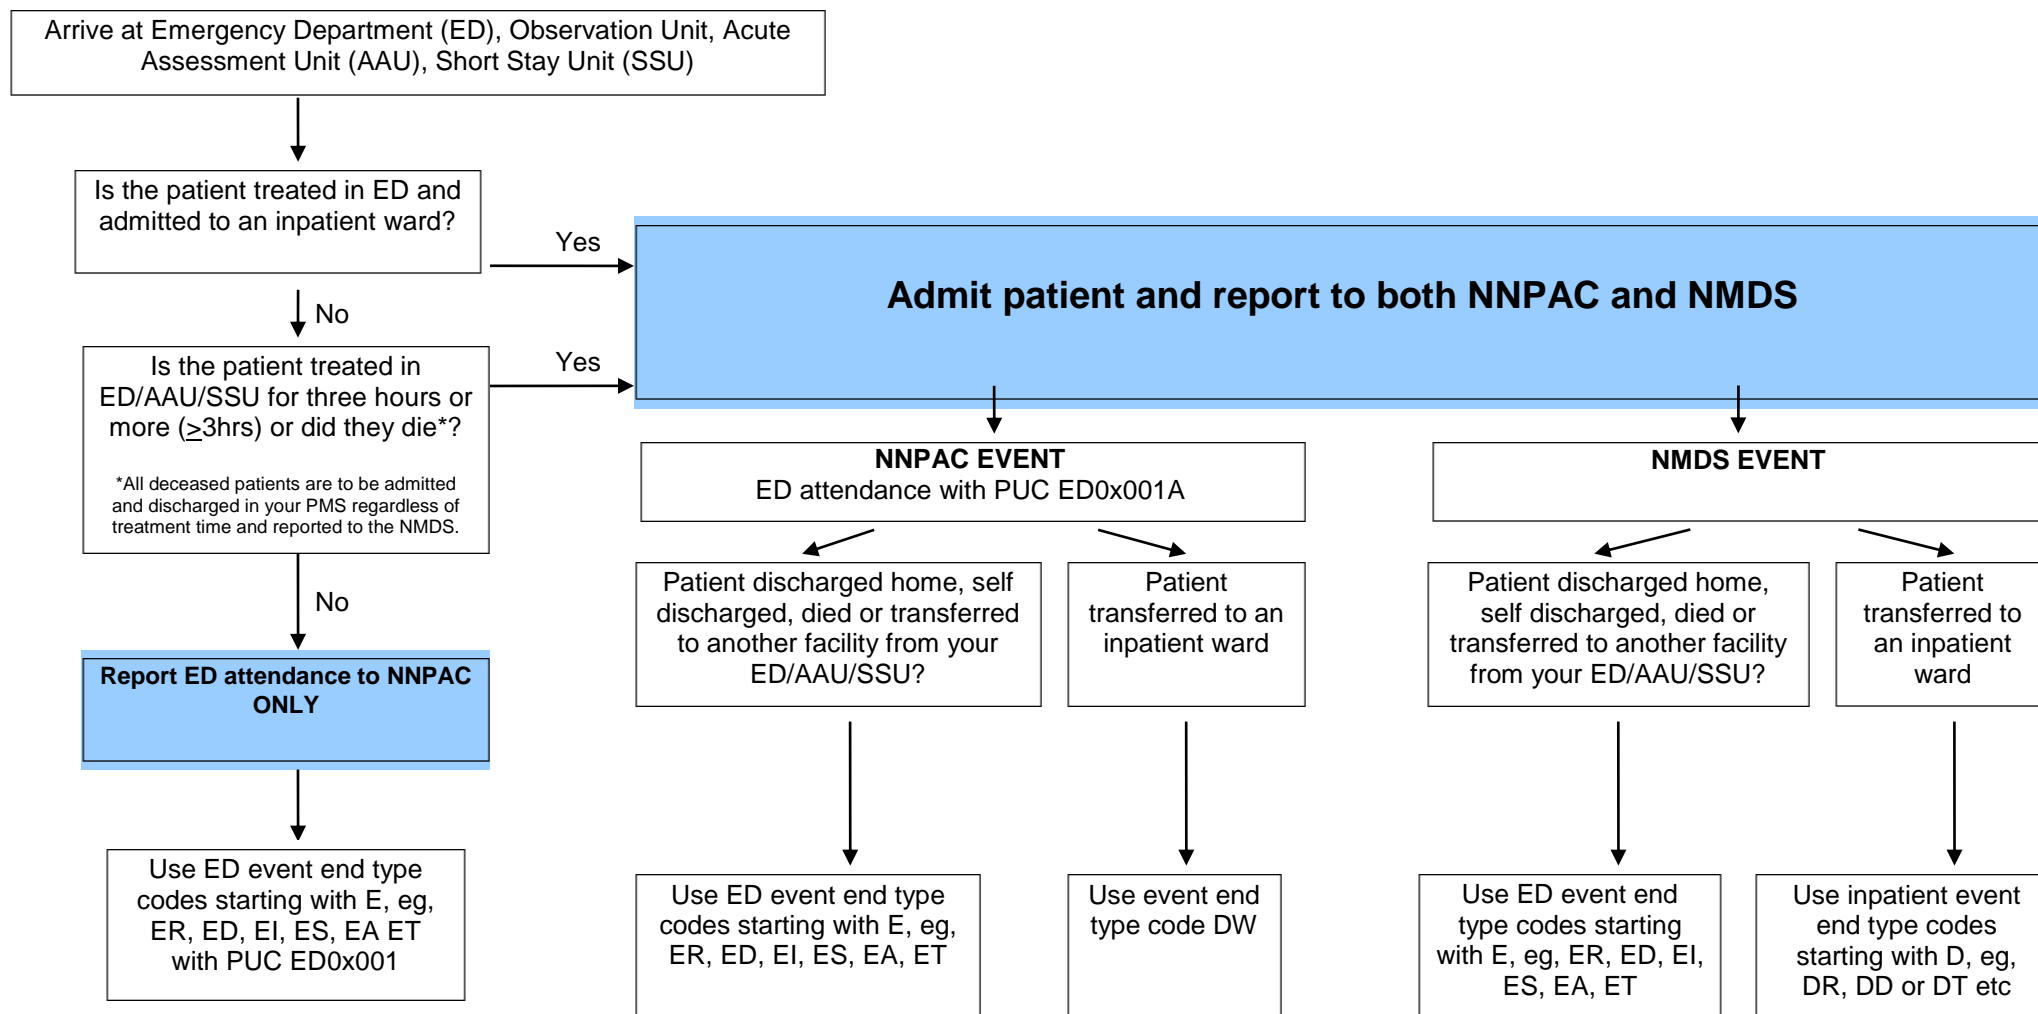 Arrive at Emergency Department (ED), Observation Unit, Acute
Assessment Unit (AAU), Short Stay Unit (SSU)
Is the patient treated in ED and
admitted to an inpatient ward?
Yes
Admit patient and report to both NNPAC and NMDS
No
Is the patient treated in
ED/AAU/SSU for three hours or
more (≥3hrs) or did they die*?
*All deceased patients are to be admitted
and discharged in your PMS regardless of
treatment time and reported to the NMDS.
Yes
No
Report ED attendance to NNPAC
ONLY
Use ED event end type
codes starting with E, eg,
ER, ED, EI, ES, EA ET
with PUC ED0x001
NNPAC EVENT
ED attendance with PUC ED0x001A
Patient discharged home, self
discharged, died or transferred
to another facility from your
ED/AAU/SSU?
Use ED event end type
codes starting with E, eg,
ER, ED, EI, ES, EA, ET
Patient
transferred to an
inpatient ward
Use event end
type code DW
NMDS EVENT
Patient discharged home,
self discharged, died or
transferred to another facility
from your ED/AAU/SSU?
Use ED event end
type codes starting
with E, eg, ER, ED, EI,
ES, EA, ET
Patient
transferred to
an inpatient
ward
Use inpatient event
end type codes
starting with D, eg,
DR, DD or DT etc